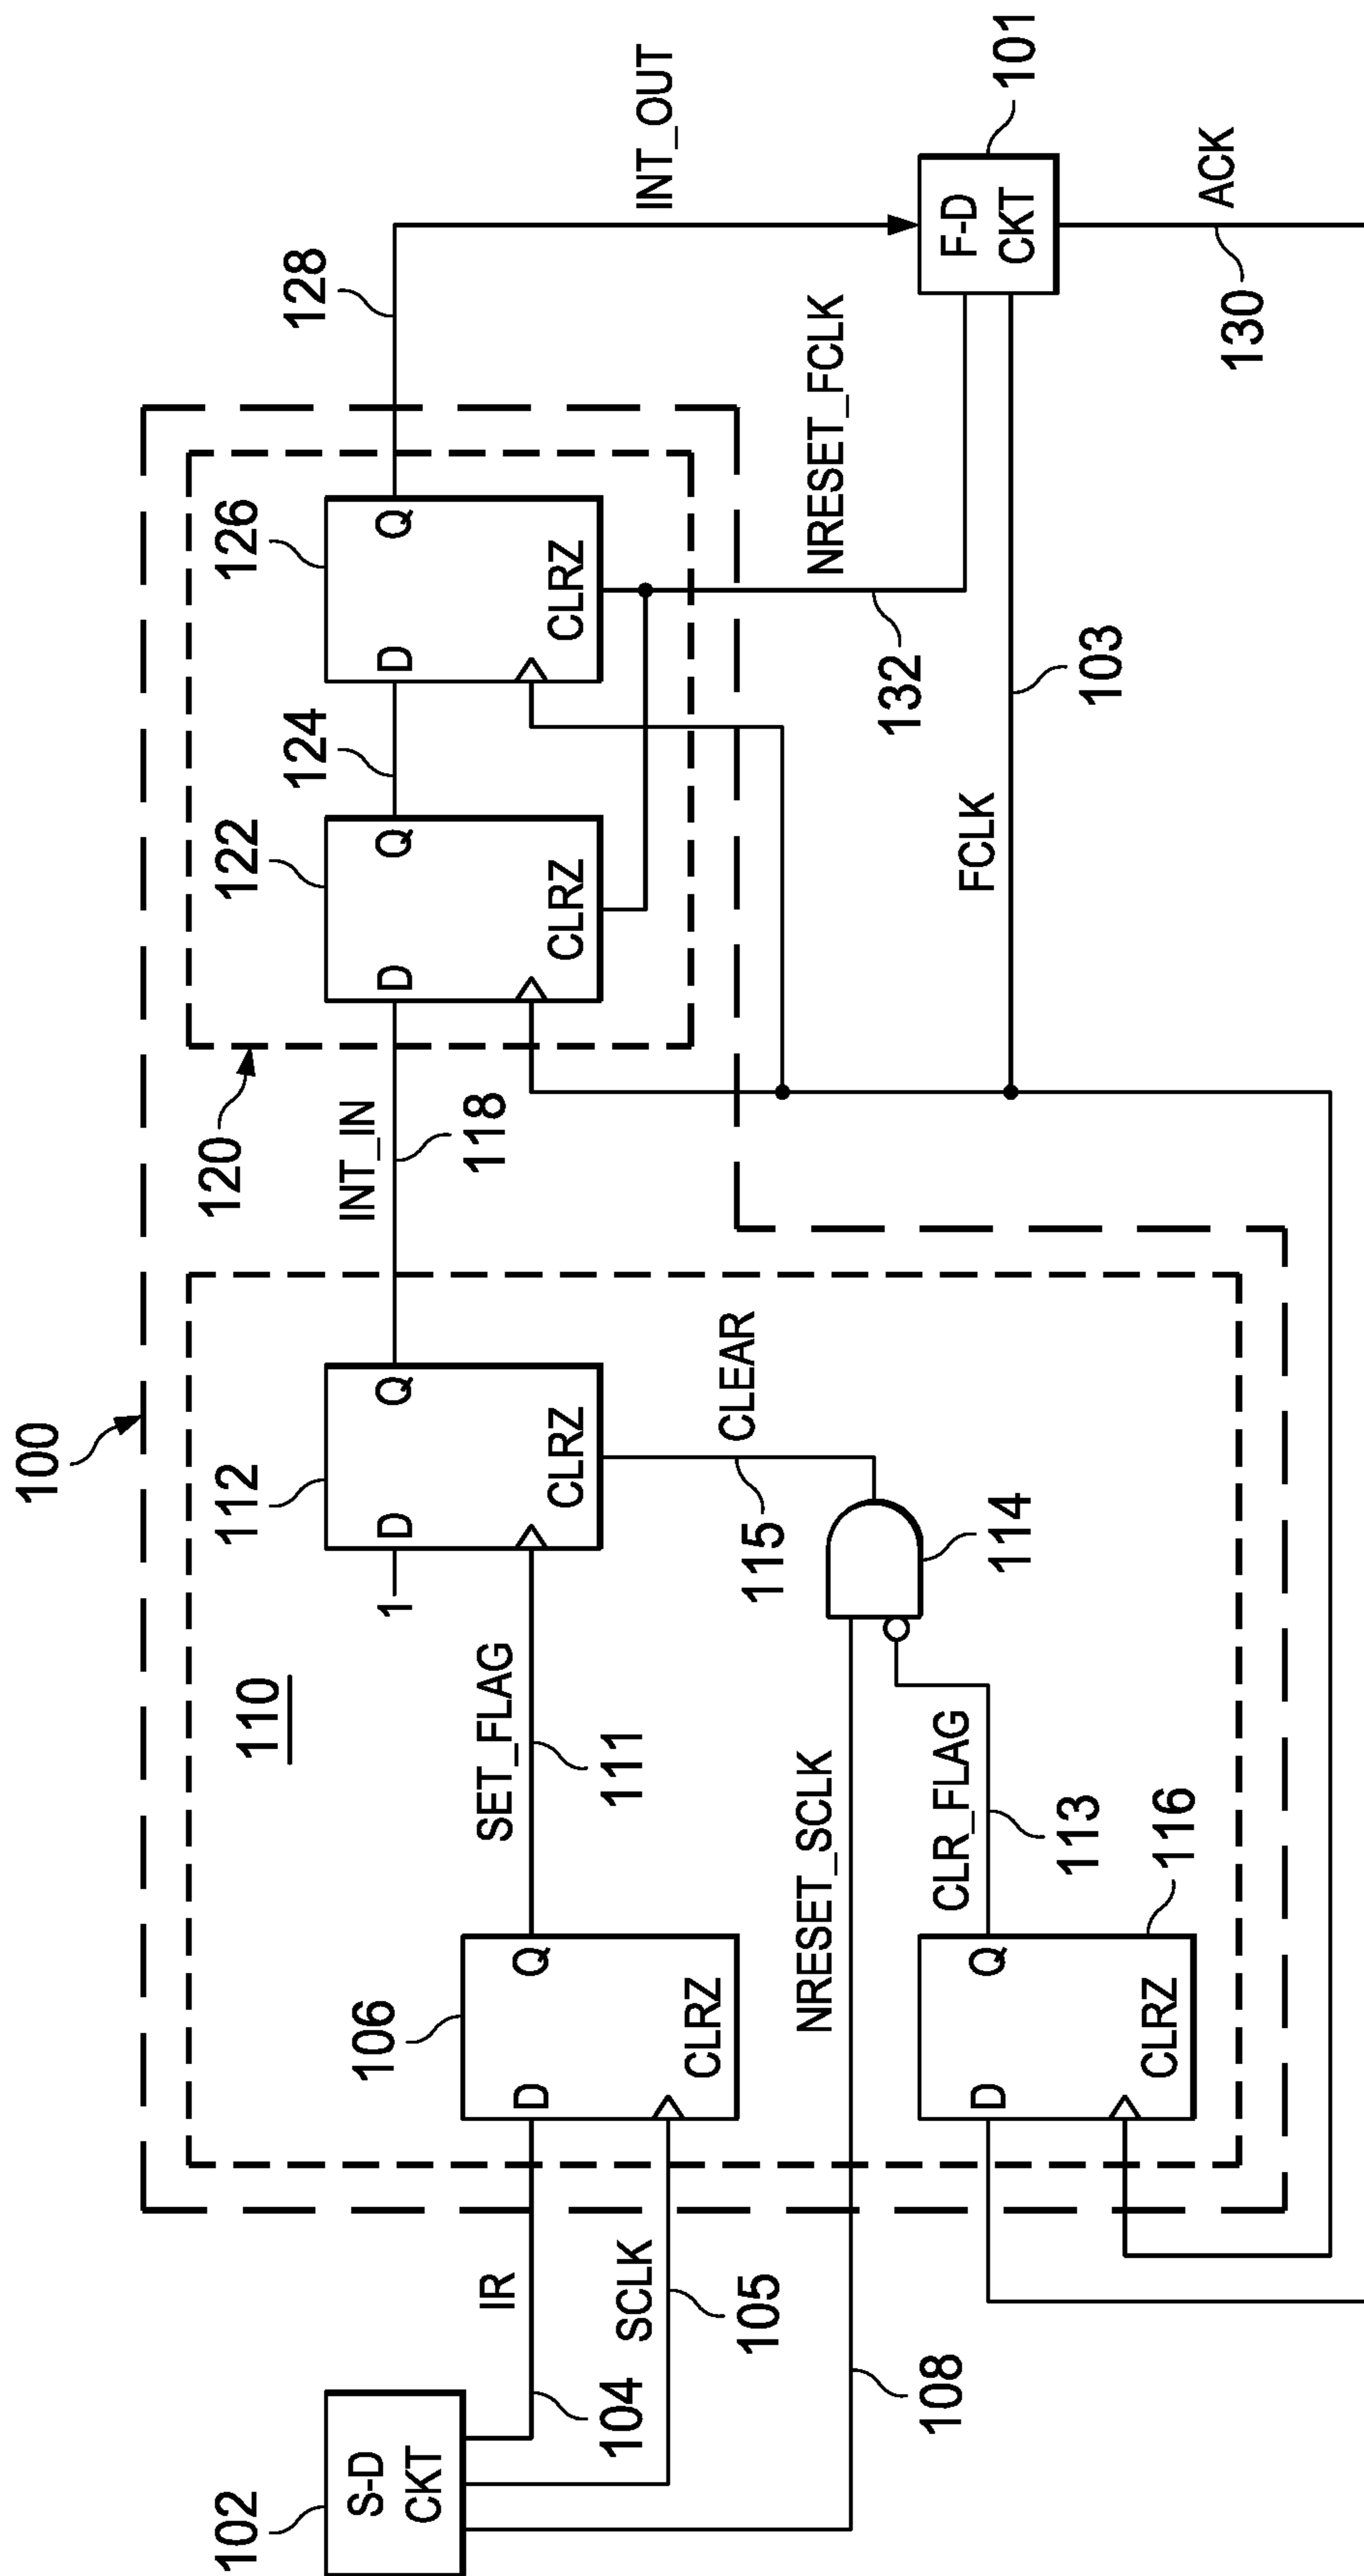 100
120
110
102
S-D
CKT
IR
104
SCLK
105
108
106
D
Q
CLRZ
SET_FLAG
111
112
1
D
Q
CLRZ
INT_IN
118
122
D
Q
CLRZ
124
126
D
Q
CLRZ
128
INT_OUT
NRESET_SCLK
CLR_FLAG
113
116
D
Q
CLRZ
CLEAR
115
114
NRESET_FCLK
132
FCLK
103
F-D
CKT
101
ACK
130